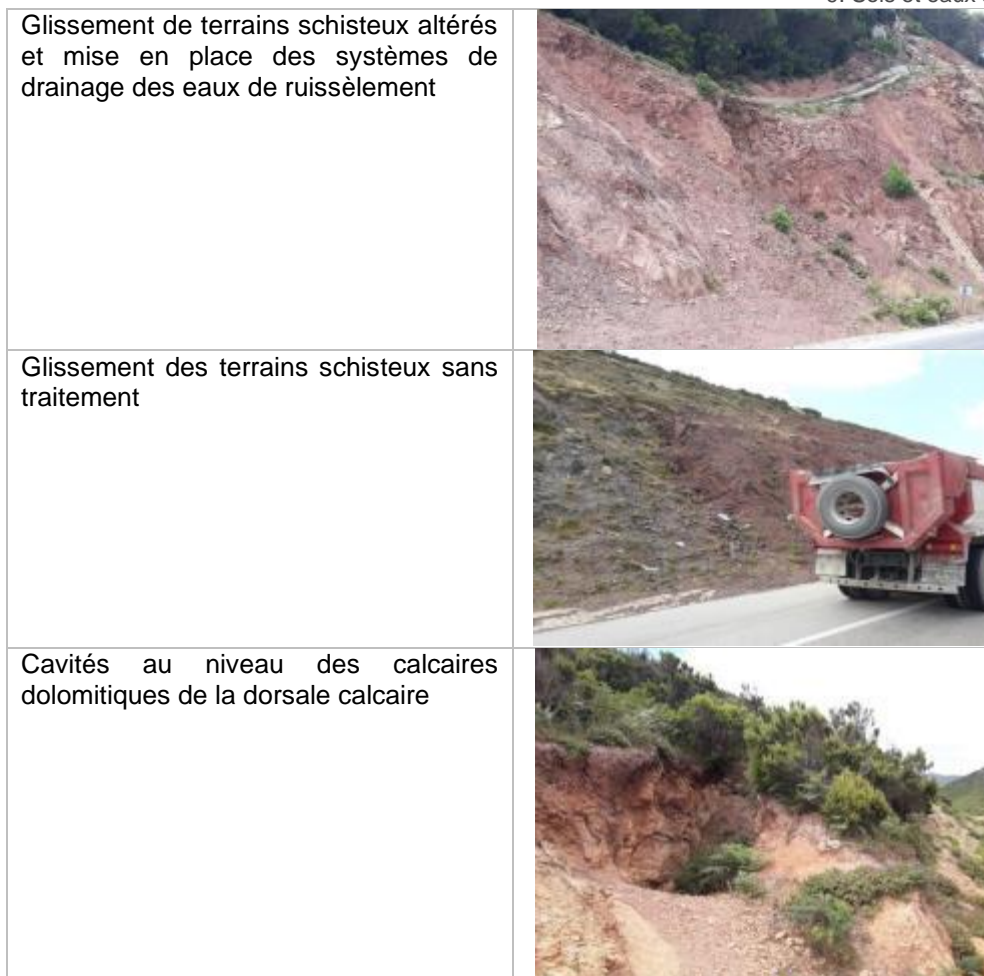 Glissement de terrains schisteux altérés
et mise en place des systèmes de
drainage des eaux de ruissèlement
Glissement des terrains schisteux sans
traitement
Cavités au niveau des calcaires
dolomitiques de la dorsale calcaire